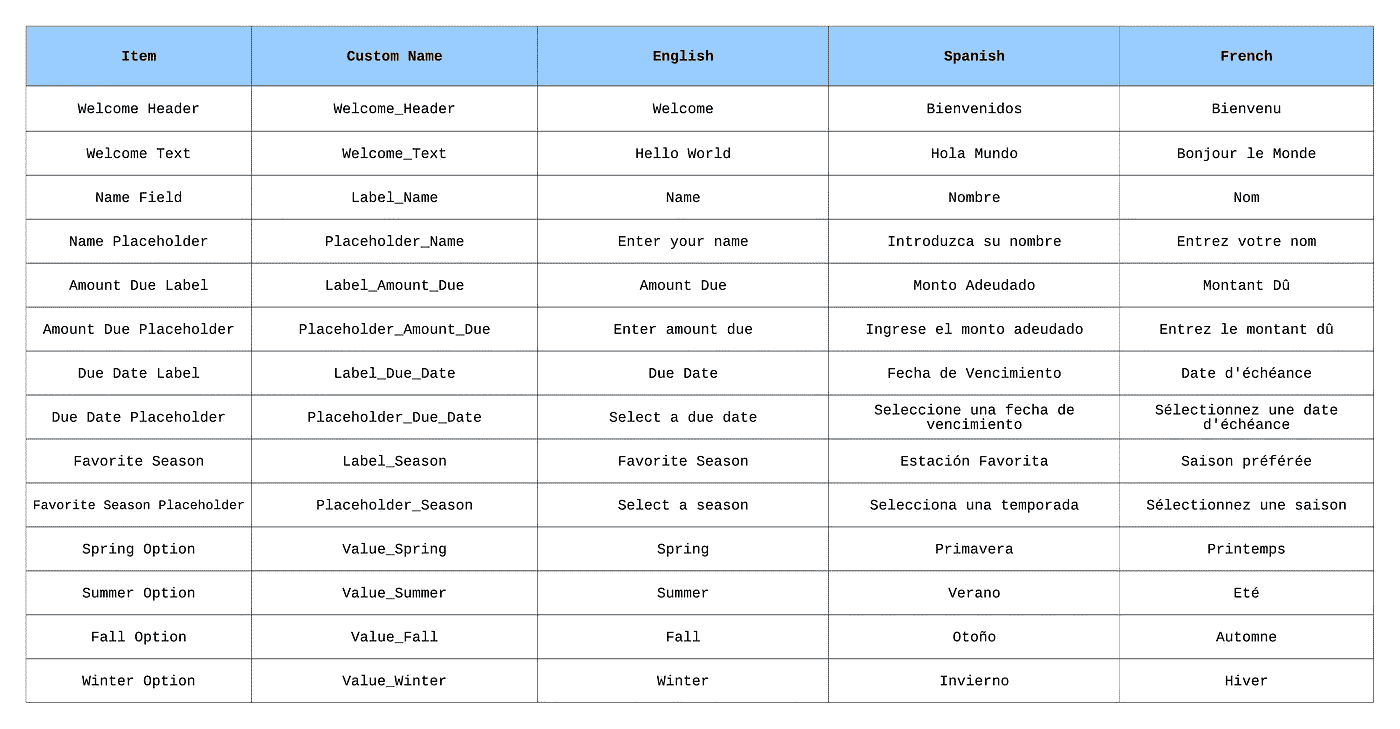 Item Custom Name English Spanish French
Welcome Header Welcome_Header Welcome Bienvenidos Bienvenu
Welcome Text Welcome_Text Hello World Hola Mundo Bonjour le Monde
Name Field Label_Name Name Nombre Nom
Name Placeholder Placeholder_Name Enter your name Introduzca su nombre Entrez votre nom
Amount Due Label Label_Amount_Due Amount Due Monto Adeudado Montant Dû
Amount Due Placeholder Placeholder_Amount_Due Enter amount due Ingrese el monto adeudado Entrez le montant dû
Due Date Label Label_Due_Date Due Date Fecha de Vencimiento Date d'échéance
Due Date Placeholder Placeholder_Due_Date Select a due date Seleccione una fecha de vencimiento Sélectionnez une date d'échéance
Favorite Season Label_Season Favorite Season Estación Favorita Saison préférée
Favorite Season Placeholder Placeholder_Season Select a season Selecciona una temporada Sélectionnez une saison
Spring Option Value_Spring Spring Primavera Printemps
Summer Option Value_Summer Summer Verano Eté
Fall Option Value_Fall Fall Otoño Automne
Winter Option Value_Winter Winter Invierno Hiver